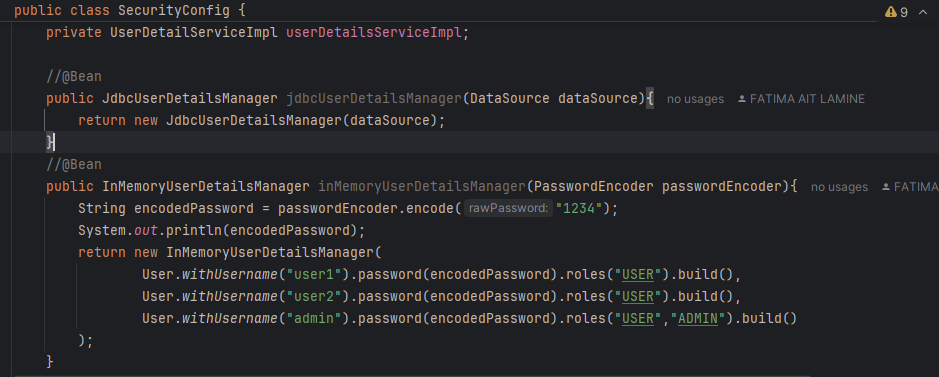 public class SecurityConfig {
9
private UserDetailServiceImpl userDetailsServiceImpl;
//@Bean
public JdbcUserDetailsManager jdbcUserDetailsManager(DataSource dataSource){ no usages FATIMA AIT LAMINE
return new JdbcUserDetailsManager(dataSource);
}
//@Bean
public InMemoryUserDetailsManager inMemoryUserDetailsManager(PasswordEncoder passwordEncoder){ no usages FATIMA
String encodedPassword = passwordEncoder.encode( rawPassword: "1234");
System.out.println(encodedPassword);
return new InMemoryUserDetailsManager(
User.withUsername("user1").password(encodedPassword).roles("USER").build(),
User.withUsername("user2").password(encodedPassword).roles("USER").build(),
User.withUsername("admin").password(encodedPassword).roles("USER","ADMIN").build()
);
}